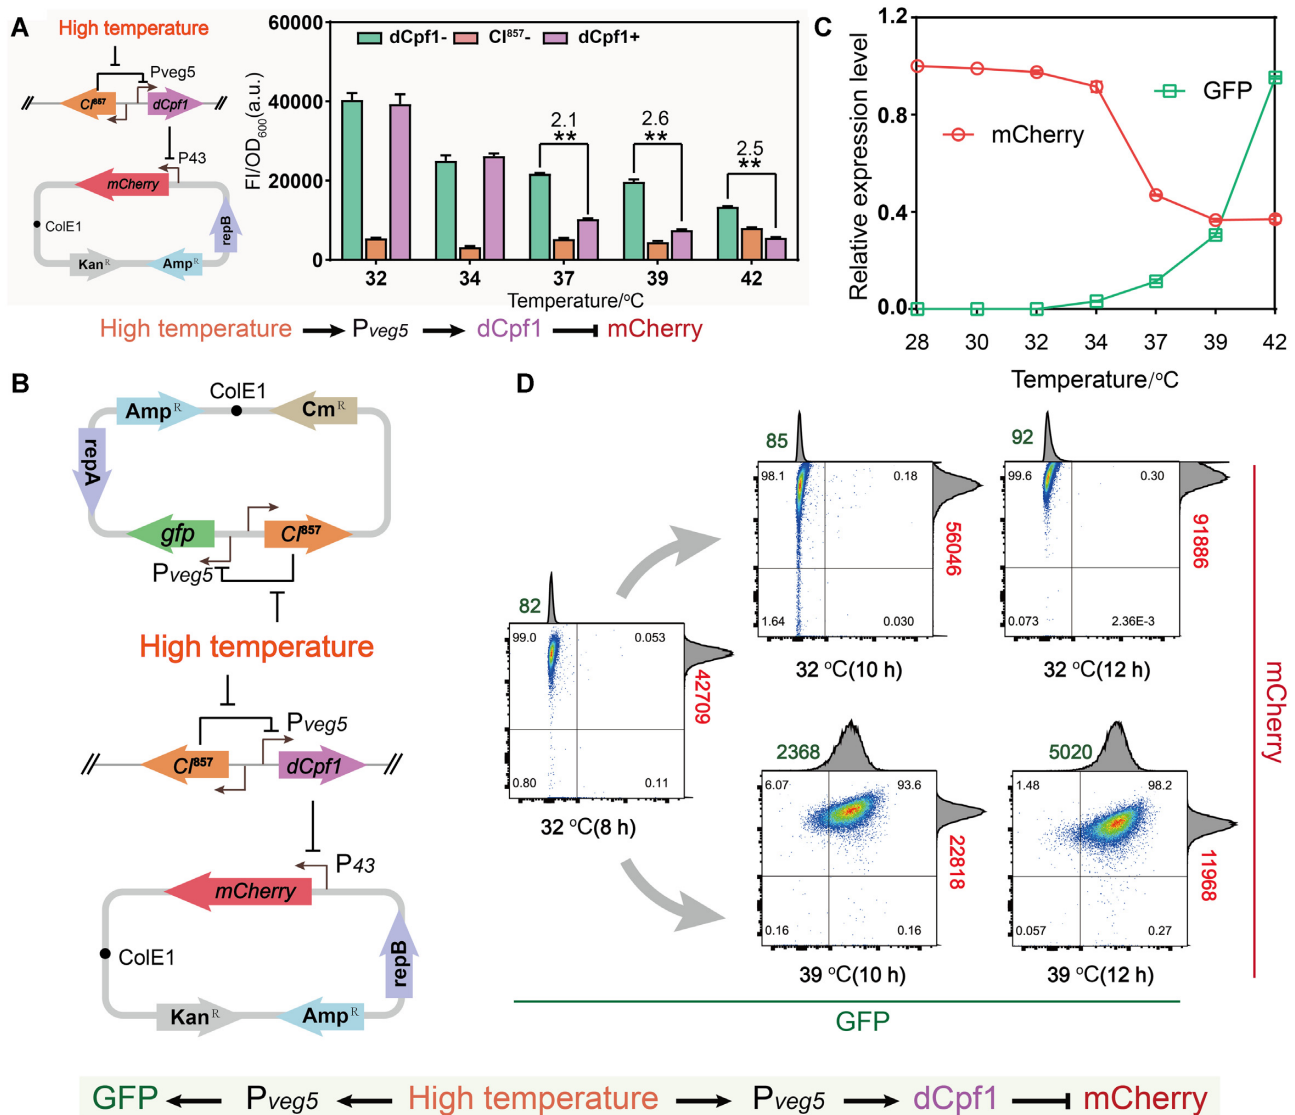 A
High temperature
Pveg5
CI857
dCpf1
P43
mCherry
ColE1
repB
KanR
AmpR
FI/OD600(a.u.)
60000
40000
20000
0
dCpf1-
CI857-
dCpf1+
2.1
**
2.6
**
2.5
**
32
34
37
39
42
Temperature/oC
High temperature
Pveg5
dCpf1
mCherry
C
Relative expression level
1.2
0.8
0.4
0.0
GFP
mCherry
28
30
32
34
37
39
42
Temperature/oC
B
ColE1
AmpR
CmR
repA
gfp
CI857
Pveg5
High temperature
Pveg5
CI857
dCpf1
P43
mCherry
ColE1
repB
KanR
AmpR
D
82
99.0
0.053
0.80
0.11
42709
32 oC(8 h)
85
98.1
0.18
1.64
0.030
56046
32 oC(10 h)
92
99.6
0.30
0.073
2.36E-3
91886
32 oC(12 h)
2368
6.07
93.6
0.16
0.16
22818
39 oC(10 h)
5020
1.48
98.2
0.057
0.27
11968
39 oC(12 h)
mCherry
GFP
GFP
Pveg5
High temperature
Pveg5
dCpf1
mCherry